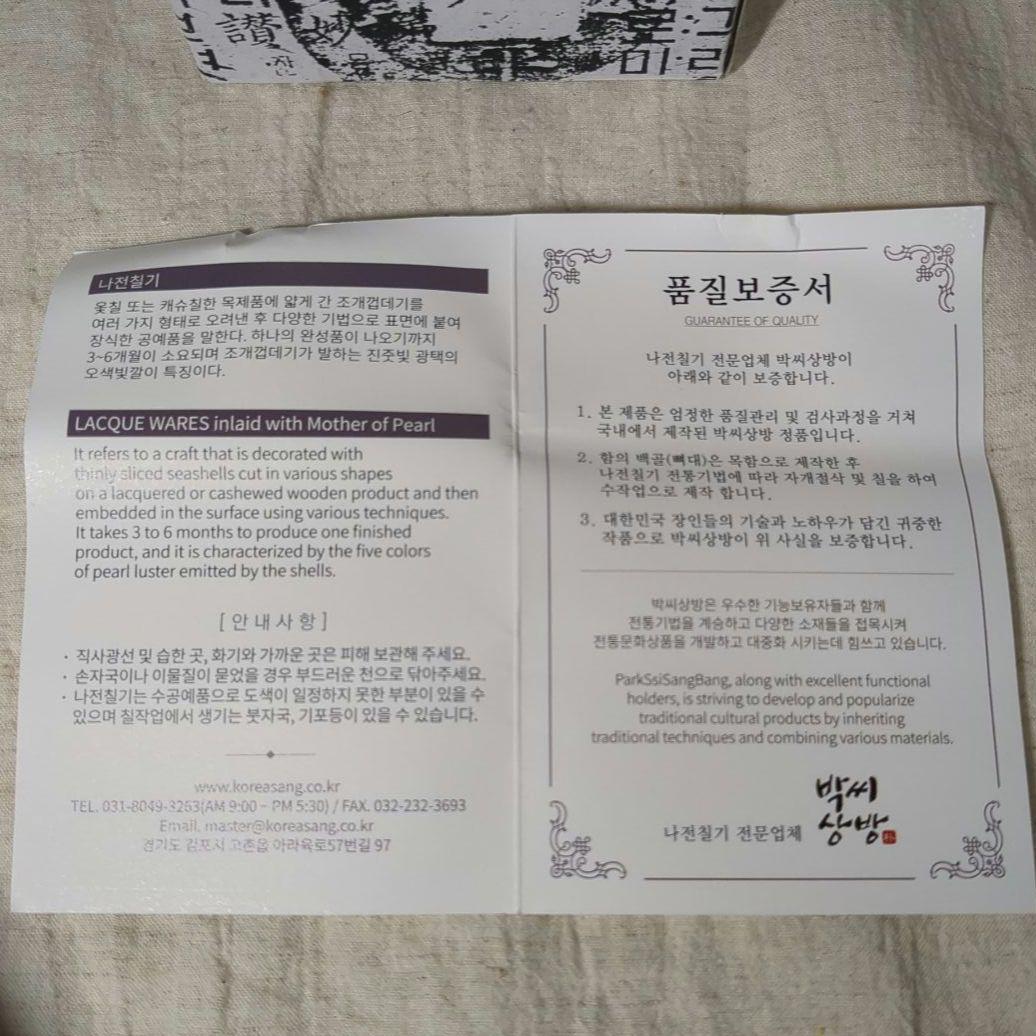 讚 妙
미·리
나전칠기
옻칠 또는 캐슈칠한 목제품에 얇게 간 조개껍데기를
여러 가지 형태로 오려낸 후 다양한 기법으로 표면에 붙여
장식한 공예품을 말한다. 하나의 완성품이 나오기까지
3~6개월이 소요되며 조개껍데기가 발하는 진줏빛 광택의
오색빛깔이 특징이다.
LACQUE WARES inlaid with Mother of Pearl
It refers to a craft that is decorated with
thinly sliced seashells cut in various shapes
on a lacquered or cashewed wooden product and then
embedded in the surface using various techniques.
It takes 3 to 6 months to produce one finished
product, and it is characterized by the five colors
of pearl luster emitted by the shells.
[ 안내사항 ]
· 직사광선 및 습한 곳, 화기와 가까운 곳은 피해 보관해 주세요.
· 손자국이나 이물질이 묻었을 경우 부드러운 천으로 닦아주세요.
· 나전칠기는 수공예품으로 도색이 일정하지 못한 부분이 있을 수
있으며 칠작업에서 생기는 붓자국, 기포등이 있을 수 있습니다.
www.koreasang.co.kr
TEL. 031-8049-3263(AM 9:00 ~ PM 5:30) / FAX. 032-232-3693
Email. master@koreasang.co.kr
경기도 김포시 고촌읍 아라육로57번길 97
품질보증서
GUARANTEE OF QUALITY
나전칠기 전문업체 박씨상방이
아래와 같이 보증합니다.
1. 본 제품은 엄정한 품질관리 및 검사과정을 거쳐
국내에서 제작된 박씨상방 정품입니다.
2. 함의 백골(뼈대)은 목함으로 제작한 후
나전칠기 전통기법에 따라 자개절삭 및 칠을 하여
수작업으로 제작 합니다.
3. 대한민국 장인들의 기술과 노하우가 담긴 귀중한
작품으로 박씨상방이 위 사실을 보증합니다.
박씨상방은 우수한 기능보유자들과 함께
전통기법을 계승하고 다양한 소재들을 접목시켜
전통문화상품을 개발하고 대중화 시키는데 힘쓰고 있습니다.
ParkSsiSangBang, along with excellent functional
holders, is striving to develop and popularize
traditional cultural products by inheriting
traditional techniques and combining various materials.
나전칠기 전문업체 박씨상방